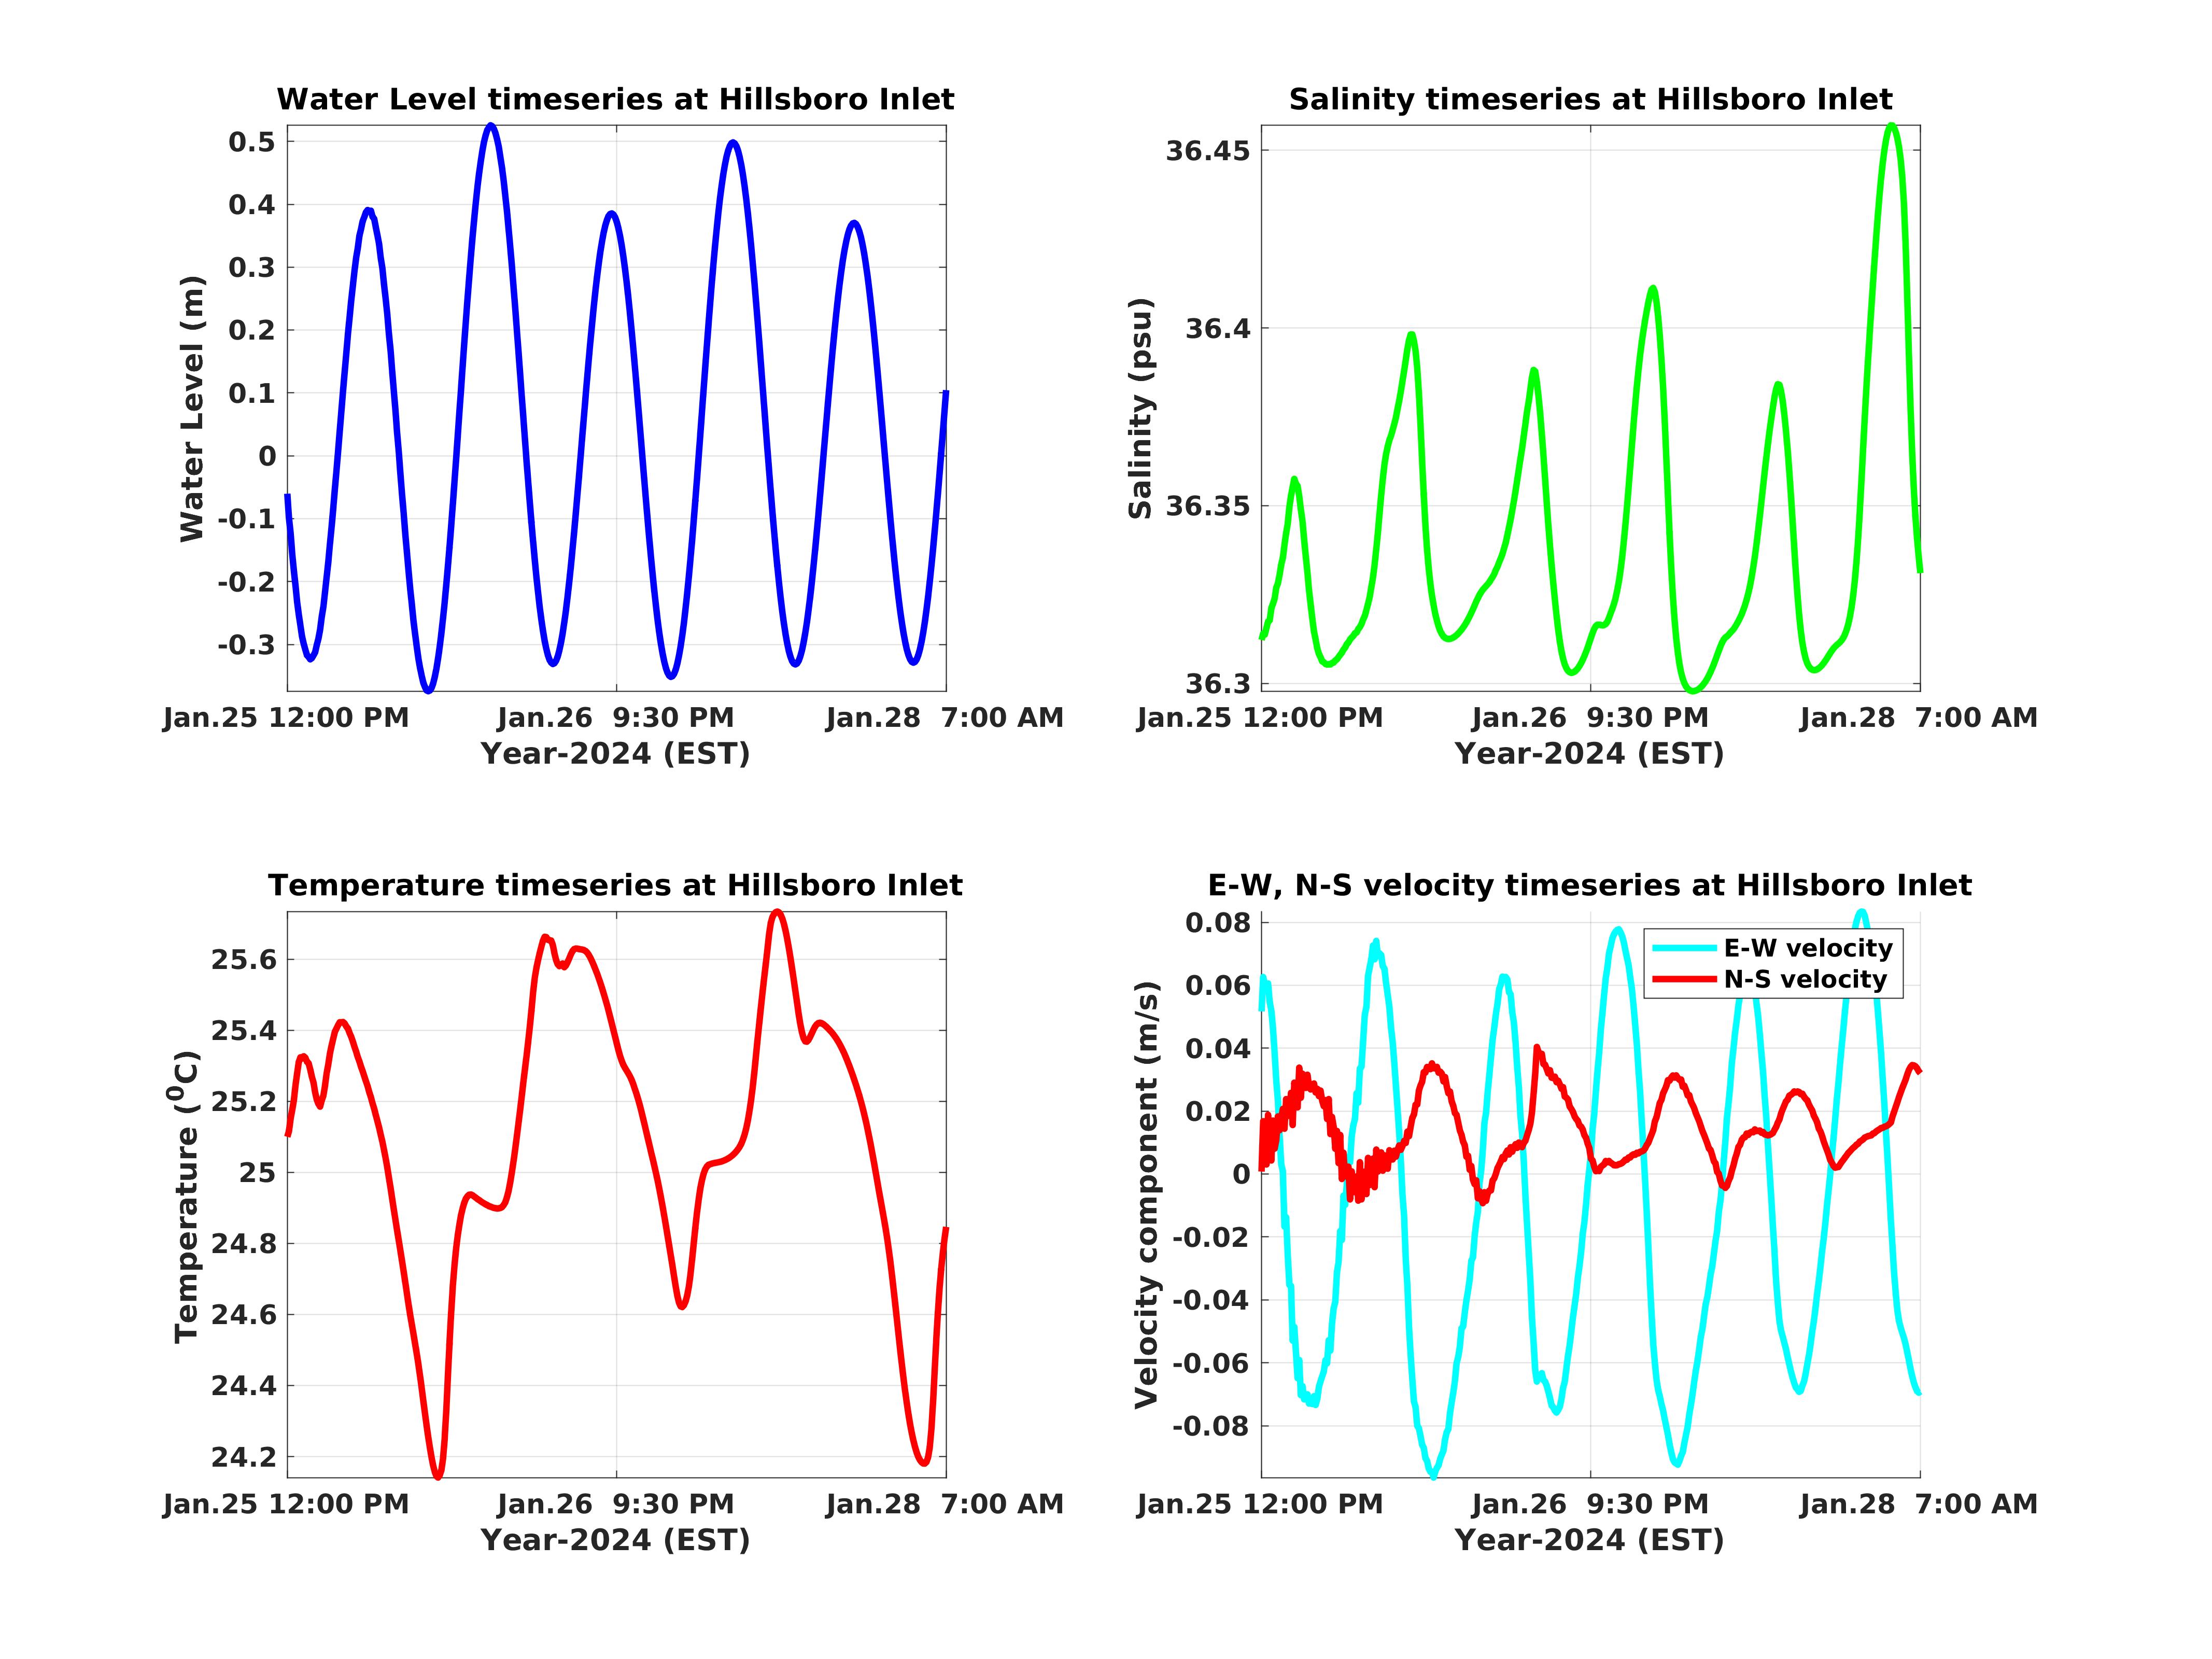 Water Level timeseries at Hillsboro Inlet
0.5
0.4
0.3
0.2
0.1
0
-0.1
-0.2
-0.3
Water Level (m)
Jan.25 12:00 PM Jan.26 9:30 PM Jan.28 7:00 AM
Year-2024 (EST)
Salinity timeseries at Hillsboro Inlet
36.45
36.4
36.35
36.3
Salinity (psu)
Jan.25 12:00 PM Jan.26 9:30 PM Jan.28 7:00 AM
Year-2024 (EST)
Temperature timeseries at Hillsboro Inlet
25.6
25.4
25.2
25
24.8
24.6
24.4
24.2
Temperature (⁰C)
Jan.25 12:00 PM Jan.26 9:30 PM Jan.28 7:00 AM
Year-2024 (EST)
E-W, N-S velocity timeseries at Hillsboro Inlet
0.08
0.06
0.04
0.02
0
-0.02
-0.04
-0.06
-0.08
Velocity component (m/s)
E-W velocity
N-S velocity
Jan.25 12:00 PM Jan.26 9:30 PM Jan.28 7:00 AM
Year-2024 (EST)